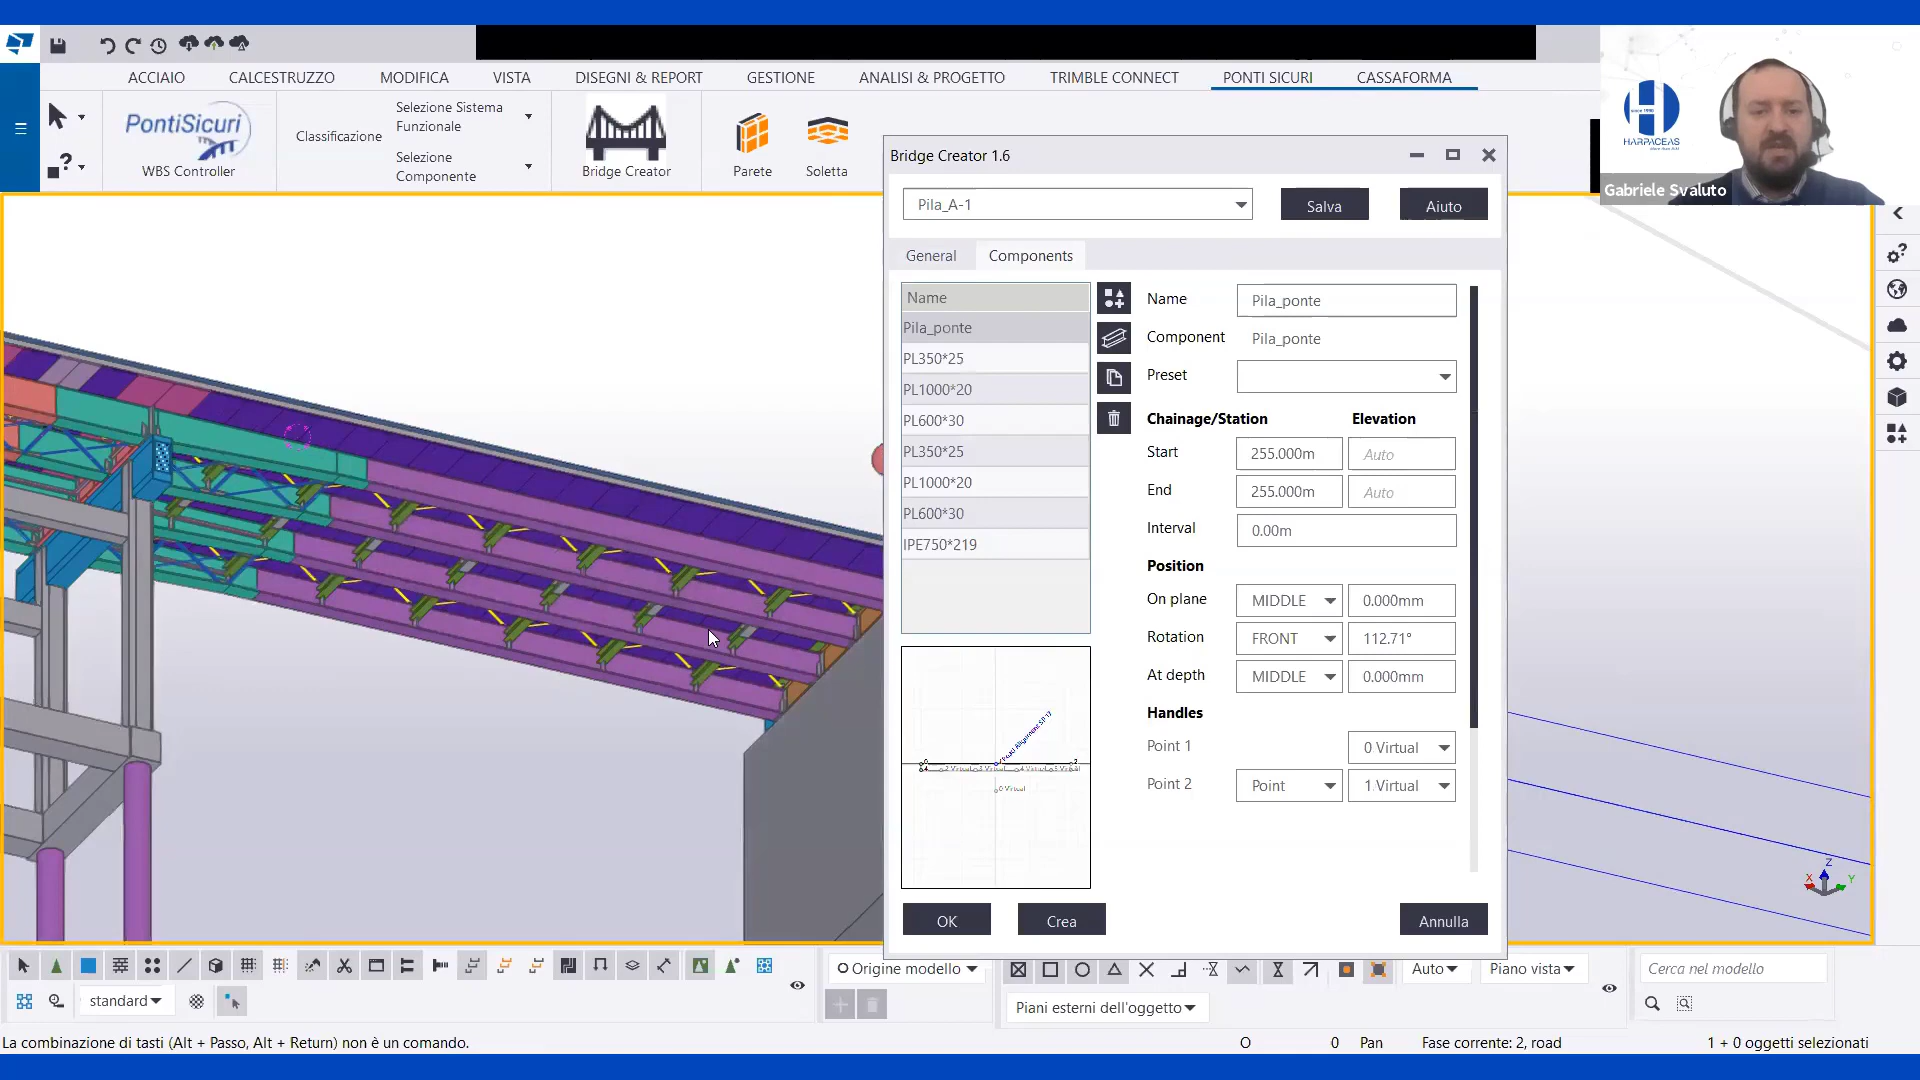 ACCIAIO CALCESTRUZZO MODIFICA VISTA DISEGNI & REPORT GESTIONE ANALISI & PROGETTO TRIMBLE CONNECT PONTI SICURI CASSAFORMA
PontiSicuri
WBS Controller
Classificazione
Selezione Sistema
Funzionale
Selezione
Componente
Bridge Creator
Parete
Soletta
since 1990
HARPACEAS
Gabriele Svaluto
Bridge Creator 1.6
Pila_A-1
Salva
Aiuto
General
Components
Name
Pila_ponte
PL350*25
PL1000*20
PL600*30
PL350*25
PL1000*20
PL600*30
IPE750*219
Name Pila_ponte
Component Pila_ponte
Preset
Chainage/Station Elevation
Start 255.000m Auto
End 255.000m Auto
Interval 0.00m
Position
On plane MIDDLE 0.000mm
Rotation FRONT 112.71°
At depth MIDDLE 0.000mm
Handles
Point 1 0 Virtual
Point 2 Point 1 Virtual
0 Virtual
OK
Crea
Annulla
Z
X
Y
Origine modello
Auto
Piano vista
Cerca nel modello
standard
Piani esterni dell'oggetto
La combinazione di tasti (Alt + Passo, Alt + Return) non è un comando.
O 0 Pan Fase corrente: 2, road 1 + 0 oggetti selezionati